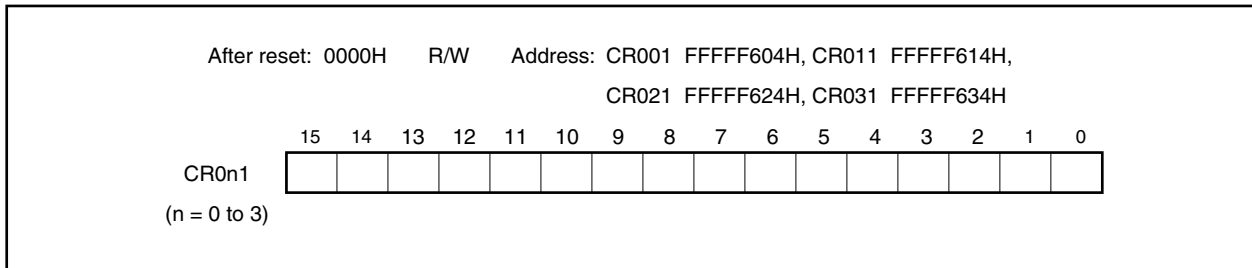 After reset: 0000H R/W Address: CR001 FFFFF604H, CR011 FFFFF614H,
CR021 FFFFF624H, CR031 FFFFF634H
15 14 13 12 11 10 9 8 7 6 5 4 3 2 1 0
CR0n1
(n = 0 to 3)